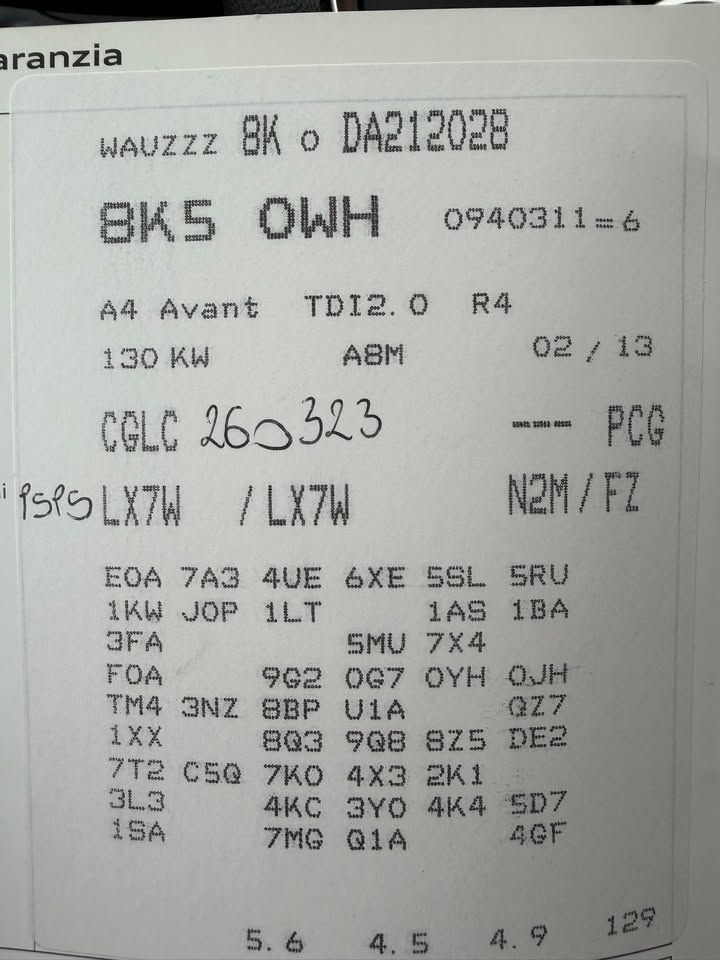 aranzia
WAUZZZ 8K o DA212028
8K5 0WH 0940311=6
A4 Avant TDI2.0 R4
130 KW A8M 02 / 13
CGLC 260323 --- PCG
PSPS LX7W / LX7W N2M / FZ
E0A 7A3 4UE 6XE 5SL 5RU
1KW J0P 1LT 1AS 1BA
3FA 5MU 7X4
F0A 9G2 0G7 0YH 0JH
TM4 3NZ 8BP U1A QZ7
1XX 8Q3 9Q8 8Z5 DE2
7T2 C5Q 7K0 4X3 2K1
3L3 4KC 3Y0 4K4 5D7
1SA 7MG Q1A 4GF
5.6 4.5 4.9 129